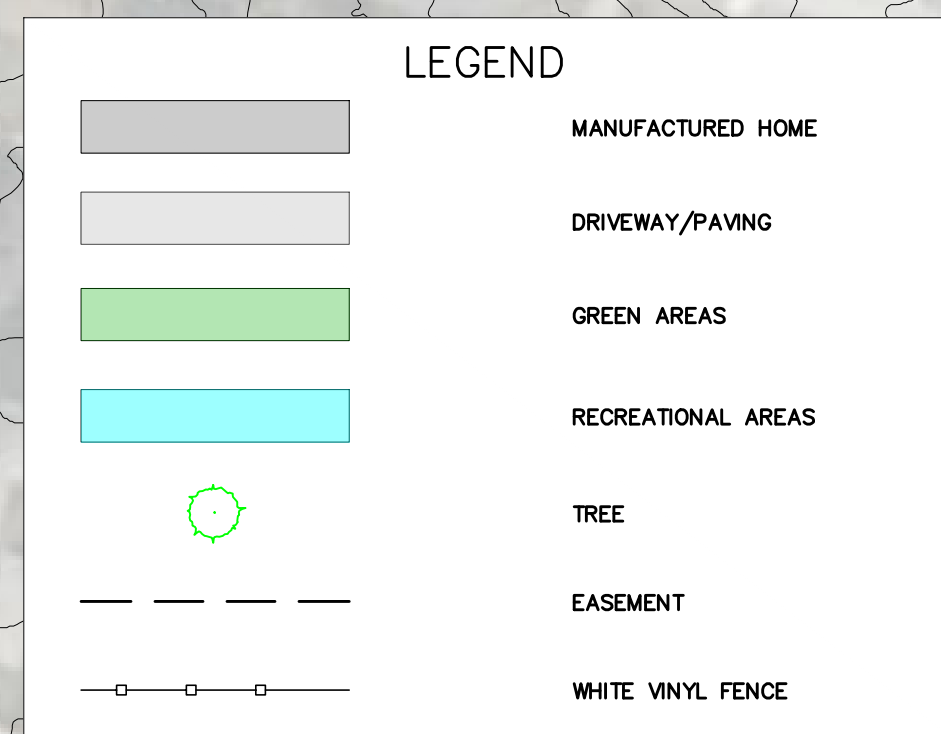 LEGEND
MANUFACTURED HOME
DRIVEWAY/PAVING
GREEN AREAS
RECREATIONAL AREAS
TREE
EASEMENT
WHITE VINYL FENCE